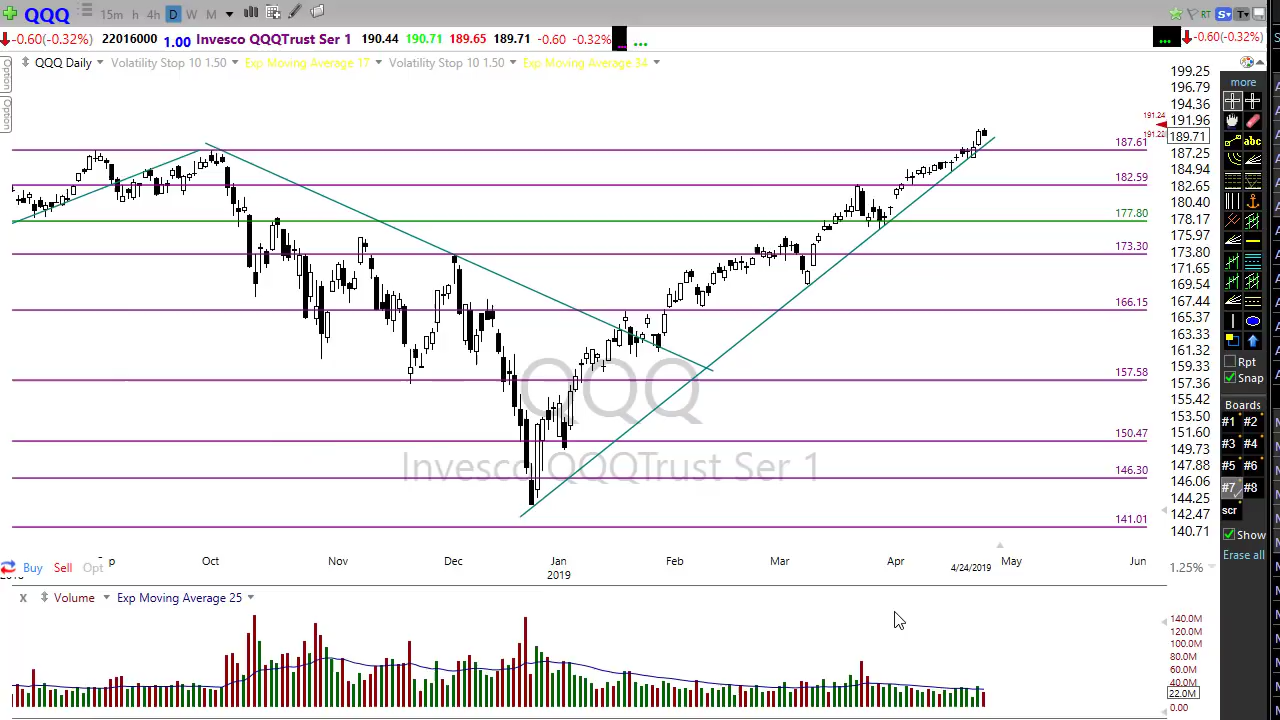 QQQ 15m h 4h D W M RT S T
-0.60(-0.32%) 22016000 1.00 Invesco QQQTrust Ser 1 190.44 190.71 189.65 189.71 -0.60 -0.32% ... ... -0.60(-0.32%)
QQQ Daily Volatility Stop 10 1.50 Exp Moving Average 17 Volatility Stop 10 1.50 Exp Moving Average 34
Option
Option
199.25
196.79
194.36
191.96
189.71
187.25
184.94
182.65
180.40
178.17
175.97
173.80
171.65
169.54
167.44
165.37
163.33
161.32
159.33
157.36
155.42
153.50
151.60
149.73
147.88
146.06
144.25
142.47
140.71
191.24
187.61
182.59
177.80
173.30
166.15
157.58
150.47
146.30
141.01
QQQ
Invesco QQQTrust Ser 1
Oct Nov Dec Jan Feb Mar Apr May Jun
2019 4/24/2019
Buy Sell Opt
1.25%
x Volume Exp Moving Average 25
140.0M
120.0M
100.0M
80.0M
60.0M
40.0M
22.0M
0.00
more
abc
Rpt
Snap
Boards
#1 #2
#3 #4
#5 #6
#7 #8
scr
Show
Erase all